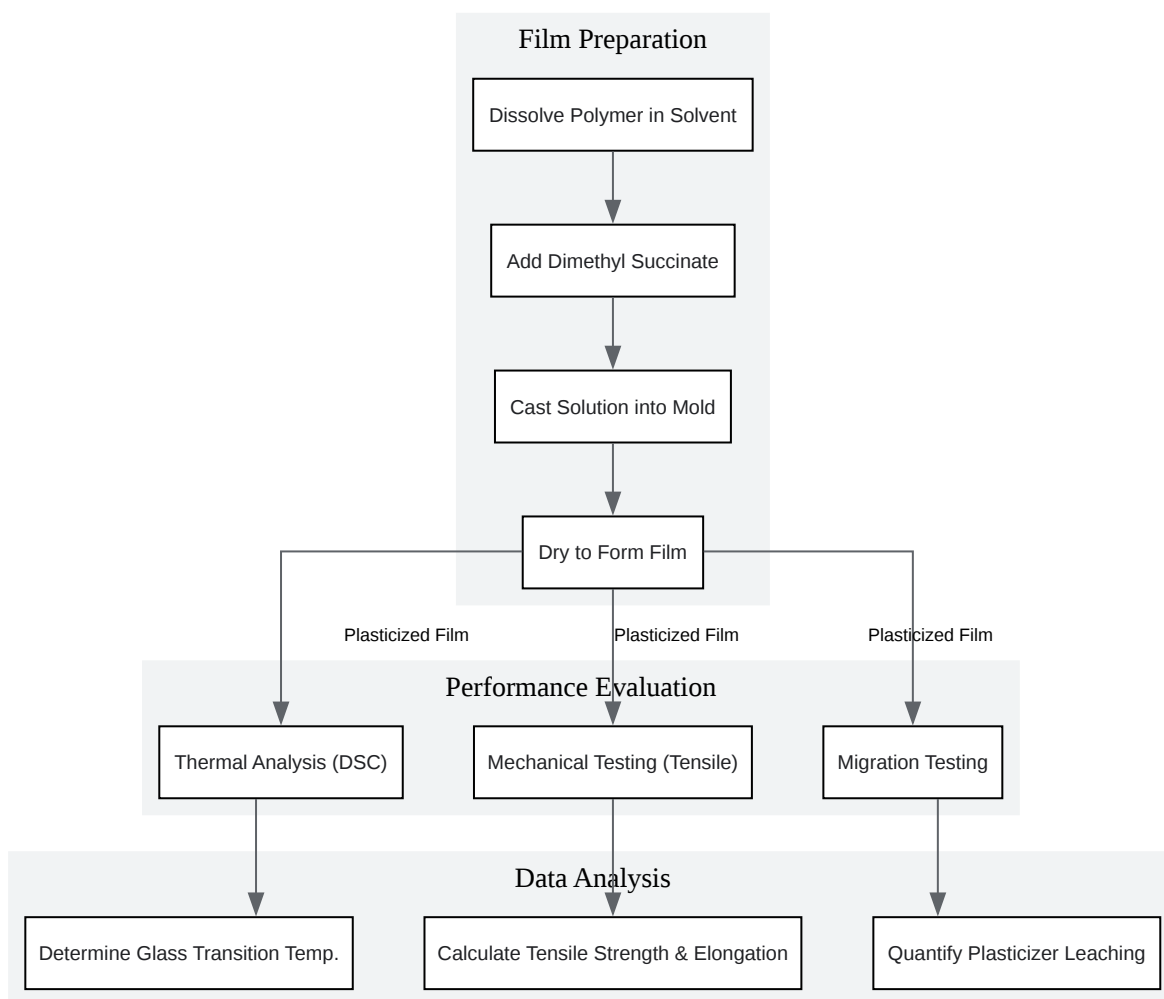 Film Preparation
Dissolve Polymer in Solvent
Add Dimethyl Succinate
Cast Solution into Mold
Dry to Form Film
Plasticized Film
Plasticized Film
Plasticized Film
Performance Evaluation
Thermal Analysis (DSC)
Mechanical Testing (Tensile)
Migration Testing
Data Analysis
Determine Glass Transition Temp.
Calculate Tensile Strength & Elongation
Quantify Plasticizer Leaching